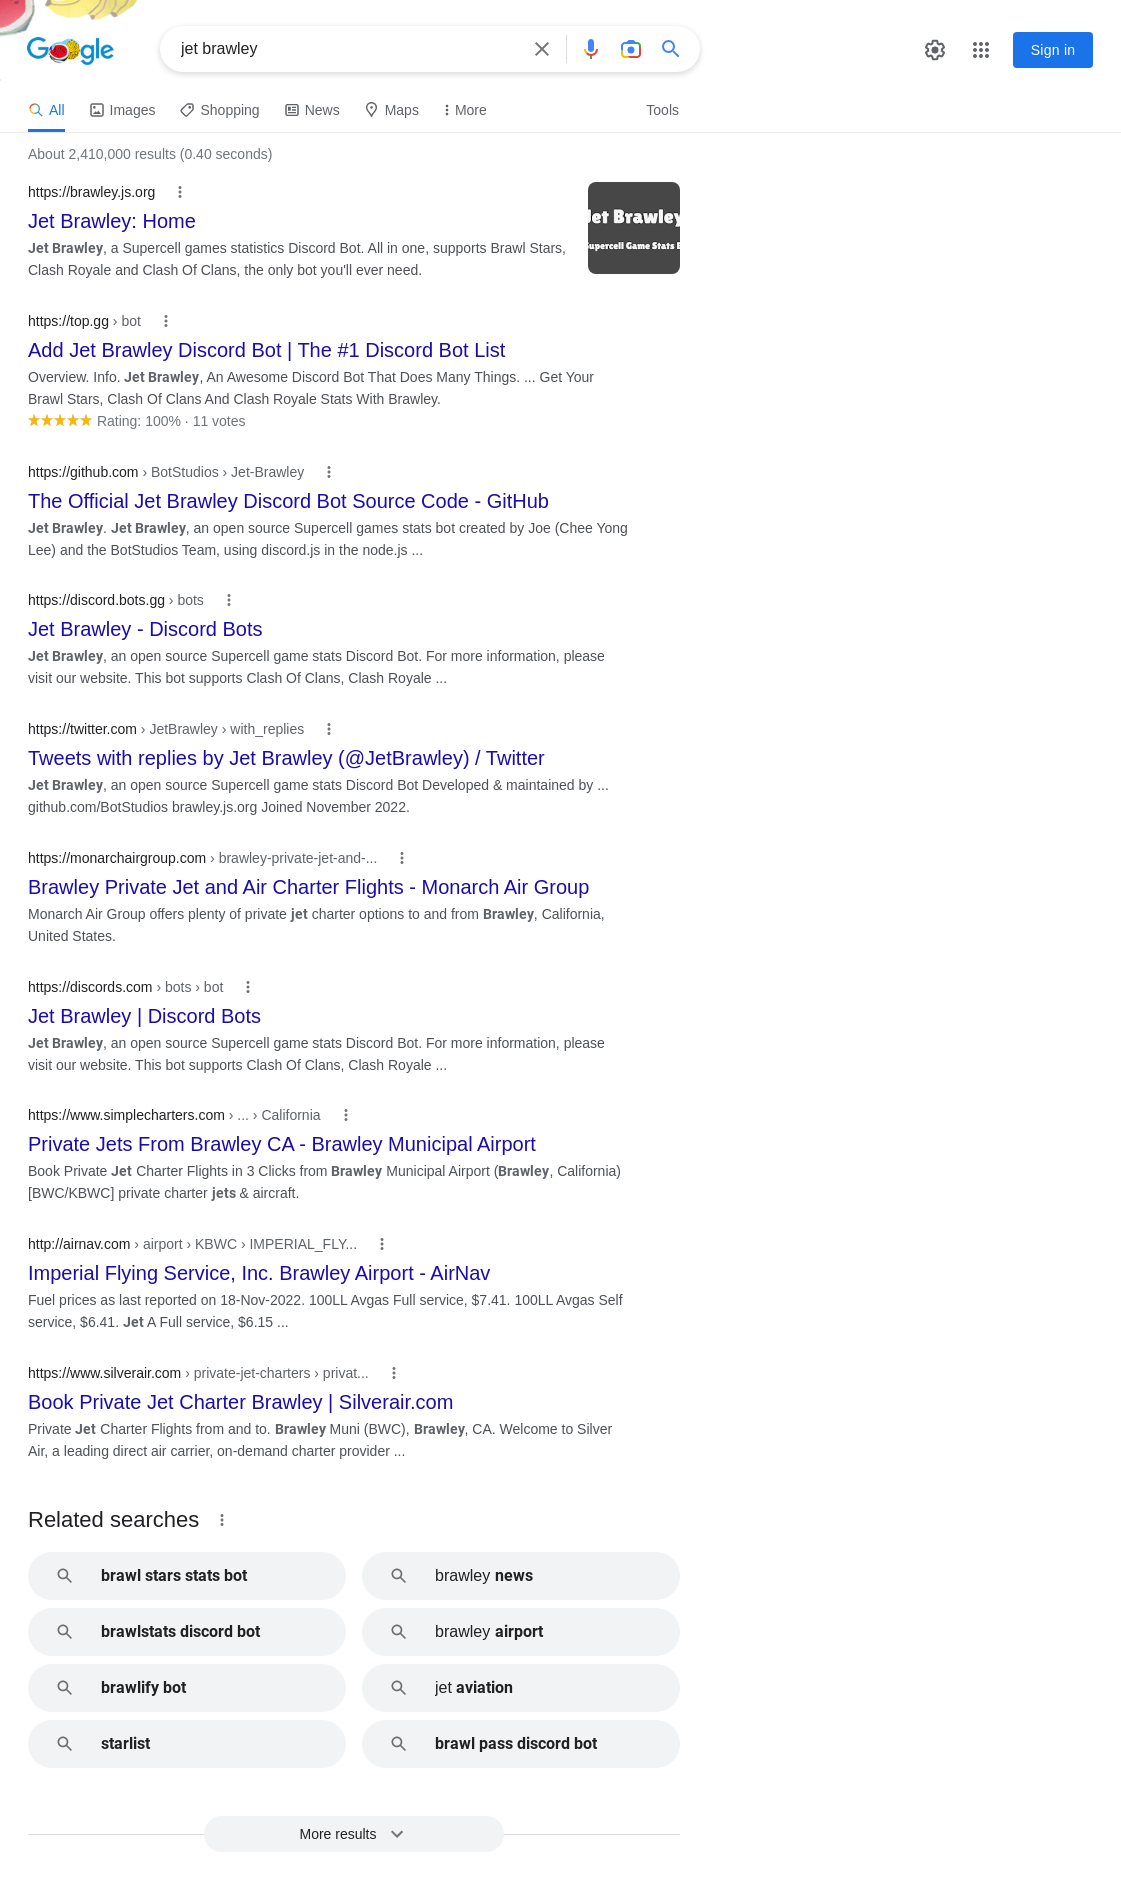 Google
jet brawley
Sign in
All Images Shopping News Maps More Tools
About 2,410,000 results (0.40 seconds)
https://brawley.js.org
Jet Brawley: Home
Jet Brawley, a Supercell games statistics Discord Bot. All in one, supports Brawl Stars,
Clash Royale and Clash Of Clans, the only bot you'll ever need.
Jet Brawley
Supercell Game Stats B
https://top.gg › bot
Add Jet Brawley Discord Bot | The #1 Discord Bot List
Overview. Info. Jet Brawley, An Awesome Discord Bot That Does Many Things. ... Get Your
Brawl Stars, Clash Of Clans And Clash Royale Stats With Brawley.
Rating: 100% · 11 votes
https://github.com › BotStudios › Jet-Brawley
The Official Jet Brawley Discord Bot Source Code - GitHub
Jet Brawley. Jet Brawley, an open source Supercell games stats bot created by Joe (Chee Yong
Lee) and the BotStudios Team, using discord.js in the node.js ...
https://discord.bots.gg › bots
Jet Brawley - Discord Bots
Jet Brawley, an open source Supercell game stats Discord Bot. For more information, please
visit our website. This bot supports Clash Of Clans, Clash Royale ...
https://twitter.com › JetBrawley › with_replies
Tweets with replies by Jet Brawley (@JetBrawley) / Twitter
Jet Brawley, an open source Supercell game stats Discord Bot Developed & maintained by ...
github.com/BotStudios brawley.js.org Joined November 2022.
https://monarchairgroup.com › brawley-private-jet-and-...
Brawley Private Jet and Air Charter Flights - Monarch Air Group
Monarch Air Group offers plenty of private jet charter options to and from Brawley, California,
United States.
https://discords.com › bots › bot
Jet Brawley | Discord Bots
Jet Brawley, an open source Supercell game stats Discord Bot. For more information, please
visit our website. This bot supports Clash Of Clans, Clash Royale ...
https://www.simplecharters.com › ... › California
Private Jets From Brawley CA - Brawley Municipal Airport
Book Private Jet Charter Flights in 3 Clicks from Brawley Municipal Airport (Brawley, California)
[BWC/KBWC] private charter jets & aircraft.
http://airnav.com › airport › KBWC › IMPERIAL_FLY...
Imperial Flying Service, Inc. Brawley Airport - AirNav
Fuel prices as last reported on 18-Nov-2022. 100LL Avgas Full service, $7.41. 100LL Avgas Self
service, $6.41. Jet A Full service, $6.15 ...
https://www.silverair.com › private-jet-charters › privat...
Book Private Jet Charter Brawley | Silverair.com
Private Jet Charter Flights from and to. Brawley Muni (BWC), Brawley, CA. Welcome to Silver
Air, a leading direct air carrier, on-demand charter provider ...
Related searches
brawl stars stats bot
brawley news
brawlstats discord bot
brawley airport
brawlify bot
jet aviation
starlist
brawl pass discord bot
More results